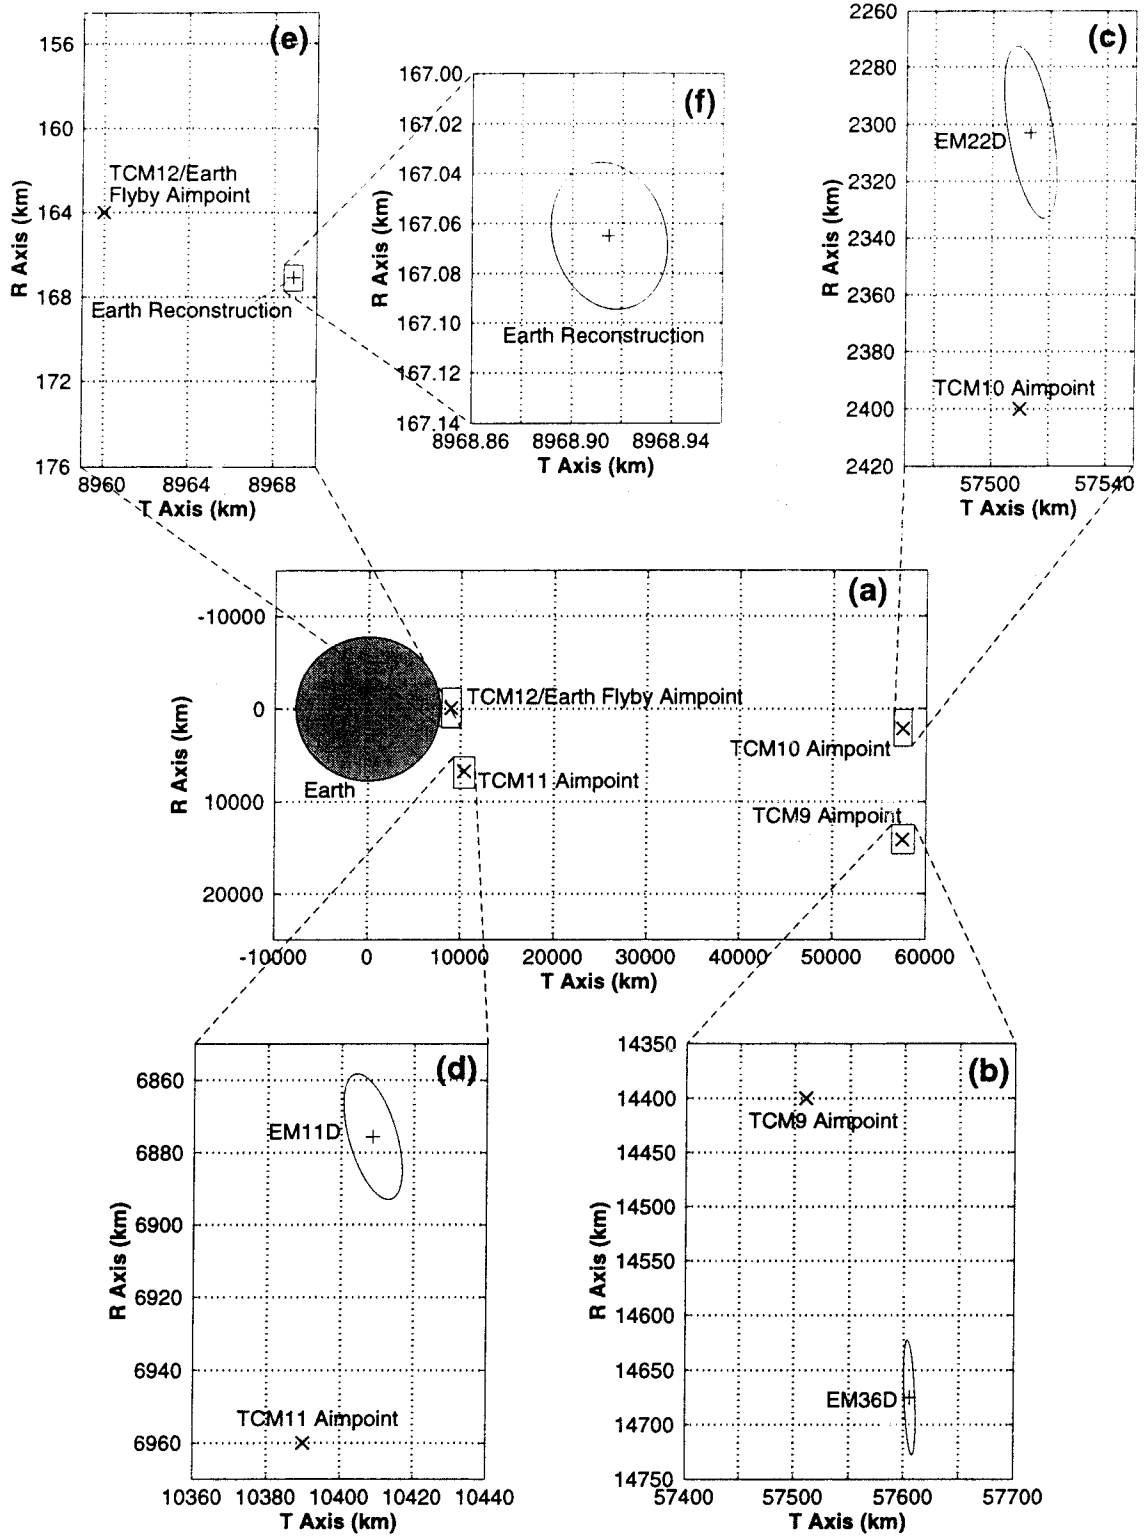 (e)
156
160
164
168
172
176
R Axis (km)
TCM12/Earth
Flyby Aimpoint
Earth Reconstruction
8960 8964 8968
T Axis (km)
(f)
167.00
167.02
167.04
167.06
167.08
167.10
167.12
167.14
R Axis (km)
Earth Reconstruction
8968.86 8968.90 8968.94
T Axis (km)
(c)
2260
2280
2300
2320
2340
2360
2380
2400
2420
R Axis (km)
EM22D
TCM10 Aimpoint
57500 57540
T Axis (km)
(a)
-10000
0
10000
20000
R Axis (km)
TCM12/Earth Flyby Aimpoint
TCM10 Aimpoint
Earth
TCM11 Aimpoint
TCM9 Aimpoint
-10000 0 10000 20000 30000 40000 50000 60000
T Axis (km)
(d)
6860
6880
6900
6920
6940
6960
R Axis (km)
EM11D
TCM11 Aimpoint
10360 10380 10400 10420 10440
T Axis (km)
(b)
14350
14400
14450
14500
14550
14600
14650
14700
14750
R Axis (km)
TCM9 Aimpoint
EM36D
57400 57500 57600 57700
T Axis (km)